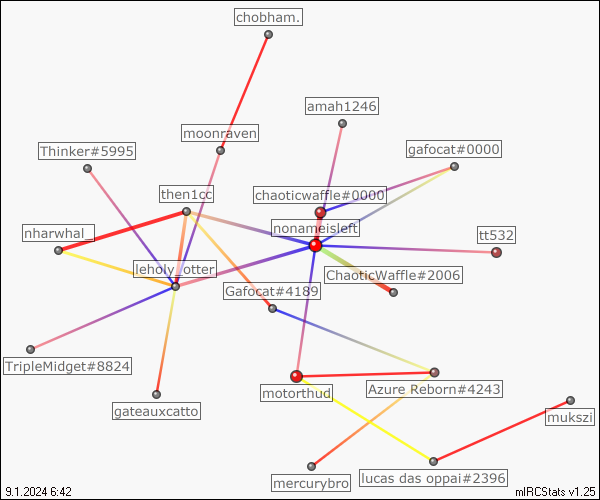 chobham.
amah1246
moonraven
gafocat#0000
Thinker#5995
then1cc
chaoticwaffle#0000
nharwhal_
nonameisleft
tt532
leholy_otter
ChaoticWaffle#2006
Gafocat#4189
TripleMidget#8824
motorthud
Azure Reborn#4243
gateauxcatto
mukszi
mercurybro
lucas das oppai#2396
9.1.2024 6:42
mIRCStats v1.25